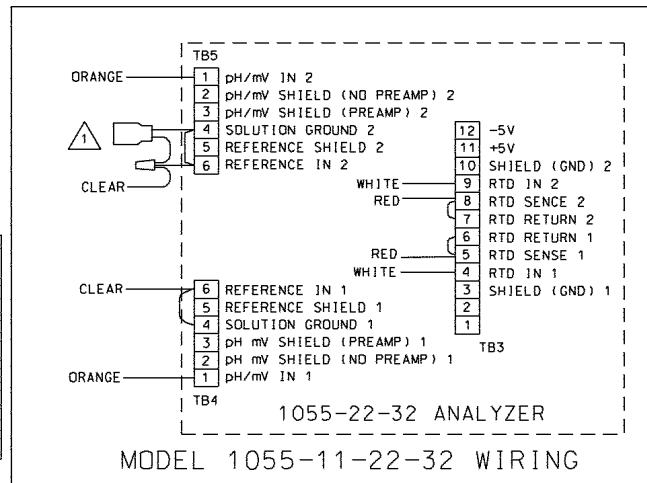 TB5
ORANGE 1 pH/mV IN 2
2 pH/mV SHIELD (NO PREAMP) 2
3 pH/mV SHIELD (PREAMP) 2
1 4 SOLUTION GROUND 2
5 REFERENCE SHIELD 2
6 REFERENCE IN 2
CLEAR
12 -5V
11 +5V
10 SHIELD (GND) 2
WHITE 9 RTD IN 2
RED 8 RTD SENCE 2
7 RTD RETURN 2
6 RTD RETURN 1
RED 5 RTD SENSE 1
WHITE 4 RTD IN 1
3 SHIELD (GND) 1
2
1
TB3
CLEAR 6 REFERENCE IN 1
5 REFERENCE SHIELD 1
4 SOLUTION GROUND 1
3 pH mV SHIELD (PREAMP) 1
2 pH mV SHIELD (NO PREAMP) 1
ORANGE 1 pH/mV IN 1
TB4
1055-22-32 ANALYZER
MODEL 1055-11-22-32 WIRING